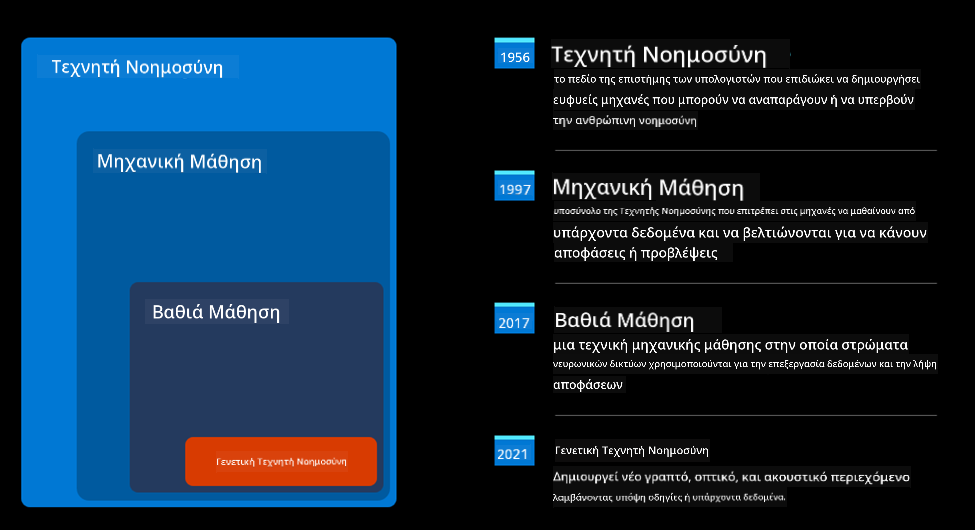 Τεχνητή Νοημοσύνη
Μηχανική Μάθηση
Βαθιά Μάθηση
Γενετική Τεχνητή Νοημοσύνη
1956
Τεχνητή Νοημοσύνη
το πεδίο της επιστήμης των υπολογιστών που επιδιώκει να δημιουργήσει
ευφυείς μηχανές που μπορούν να αναπαράγουν ή να υπερβούν
την ανθρώπινη νοημοσύνη
1997
Μηχανική Μάθηση
υποσύνολο της Τεχνητής Νοημοσύνης που επιτρέπει στις μηχανές να μαθαίνουν από
υπάρχοντα δεδομένα και να βελτιώνονται για να κάνουν
αποφάσεις ή προβλέψεις
2017
Βαθιά Μάθηση
μια τεχνική μηχανικής μάθησης στην οποία στρώματα
νευρωνικών δικτύων χρησιμοποιούνται για την επεξεργασία δεδομένων και την λήψη
αποφάσεων
2021
Γενετική Τεχνητή Νοημοσύνη
Δημιουργεί νέο γραπτό, οπτικό, και ακουστικό περιεχόμενο
λαμβάνοντας υπόψη οδηγίες ή υπάρχοντα δεδομένα.